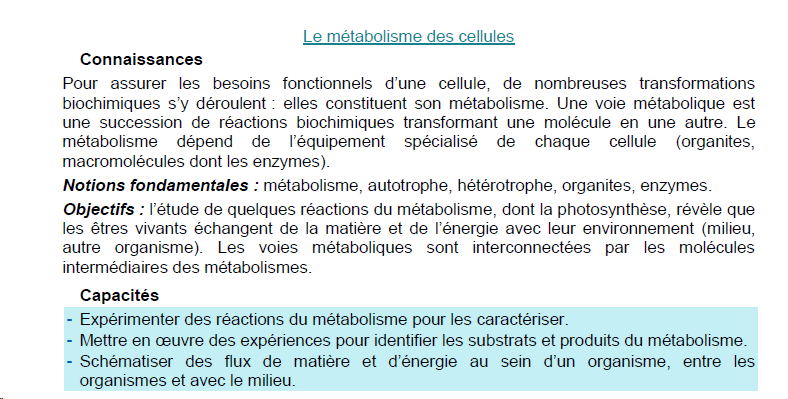 Le métabolisme des cellules
Connaissances
Pour assurer les besoins fonctionnels d’une cellule, de nombreuses transformations
biochimiques s’y déroulent : elles constituent son métabolisme. Une voie métabolique est
une succession de réactions biochimiques transformant une molécule en une autre. Le
métabolisme dépend de l’équipement spécialisé de chaque cellule (organites,
macromolécules dont les enzymes).
Notions fondamentales : métabolisme, autotrophe, hétérotrophe, organites, enzymes.
Objectifs : l’étude de quelques réactions du métabolisme, dont la photosynthèse, révèle que
les êtres vivants échangent de la matière et de l’énergie avec leur environnement (milieu,
autre organisme). Les voies métaboliques sont interconnectées par les molécules
intermédiaires des métabolismes.
Capacités
- Expérimenter des réactions du métabolisme pour les caractériser.
- Mettre en œuvre des expériences pour identifier les substrats et produits du métabolisme.
- Schématiser des flux de matière et d’énergie au sein d’un organisme, entre les
organismes et avec le milieu.